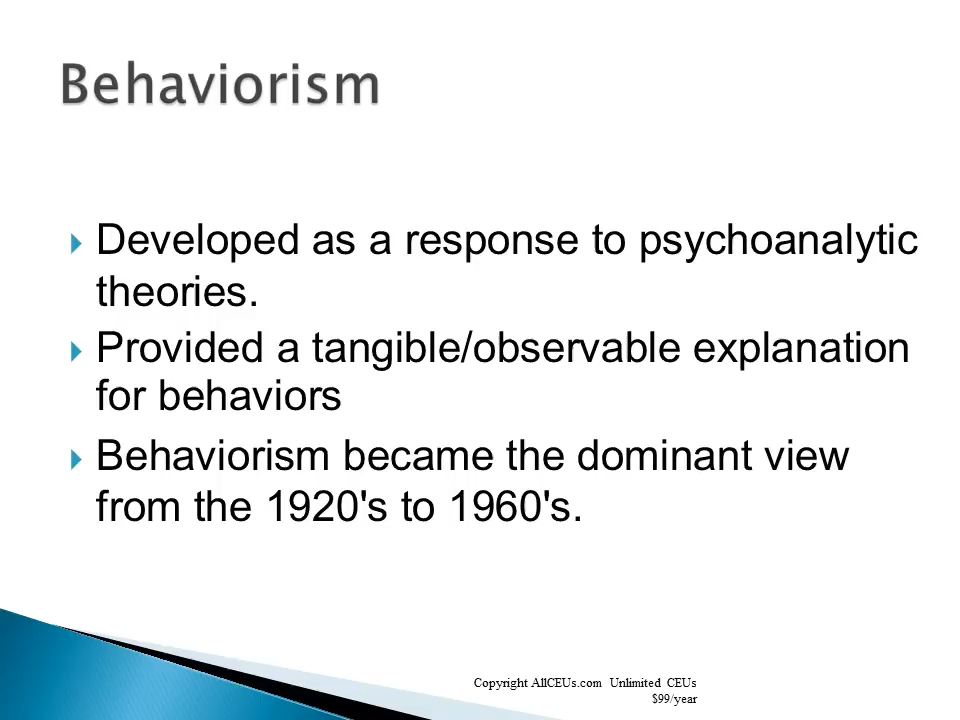 Behaviorism
Developed as a response to psychoanalytic
theories.
Provided a tangible/observable explanation
for behaviors
Behaviorism became the dominant view
from the 1920's to 1960's.
Copyright AllCEUs.com Unlimited CEUs
$99/year